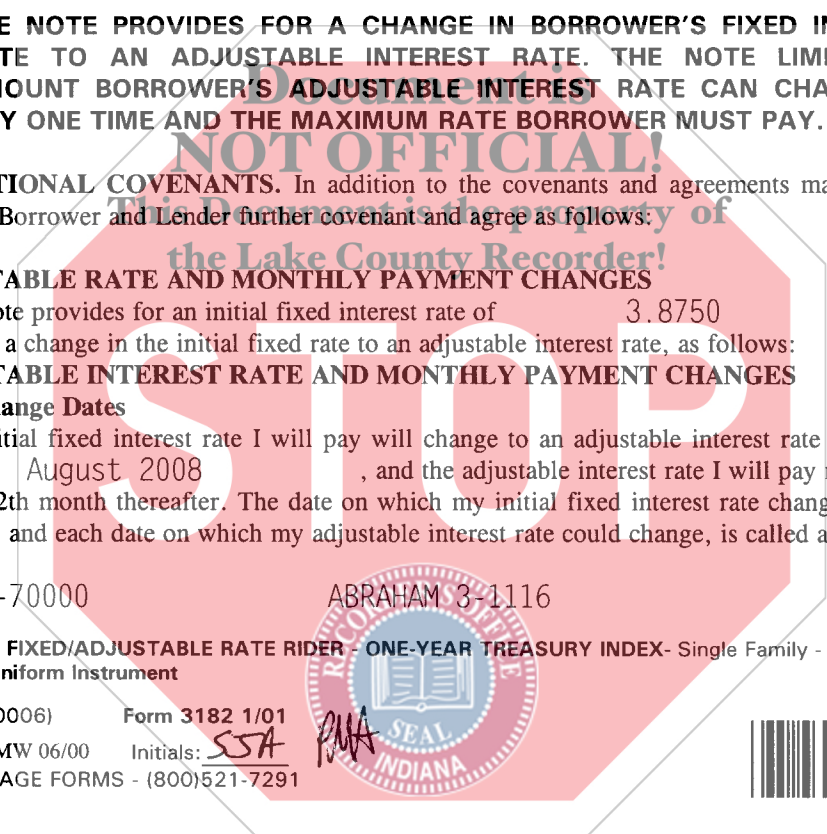 E NOTE PROVIDES FOR A CHANGE IN BORROWER'S FIXED IN
TE TO AN ADJUSTABLE INTEREST RATE. THE NOTE LIMI
OUNT BORROWER'S ADJUSTABLE INTEREST RATE CAN CHA
Y ONE TIME AND THE MAXIMUM RATE BORROWER MUST PAY.
Document is
NOT OFFICIAL!
This Document is the property of
the Lake County Recorder!
TIONAL COVENANTS. In addition to the covenants and agreements ma
Borrower and Lender further covenant and agree as follows:
TABLE RATE AND MONTHLY PAYMENT CHANGES
ote provides for an initial fixed interest rate of 3.8750
a change in the initial fixed rate to an adjustable interest rate, as follows:
TABLE INTEREST RATE AND MONTHLY PAYMENT CHANGES
ange Dates
itial fixed interest rate I will pay will change to an adjustable interest rate
August 2008 , and the adjustable interest rate I will pay
2th month thereafter. The date on which my initial fixed interest rate chang
, and each date on which my adjustable interest rate could change, is called a
STOP
-70000 ABRAHAM 3-1116
FIXED/ADJUSTABLE RATE RIDER - ONE-YEAR TREASURY INDEX- Single Family -
niform Instrument
0006) Form 3182 1/01
MW 06/00 Initials: SSA PMA
AGE FORMS - (800)521-7291
RECORDER'S OFFICE
SEAL
INDIANA